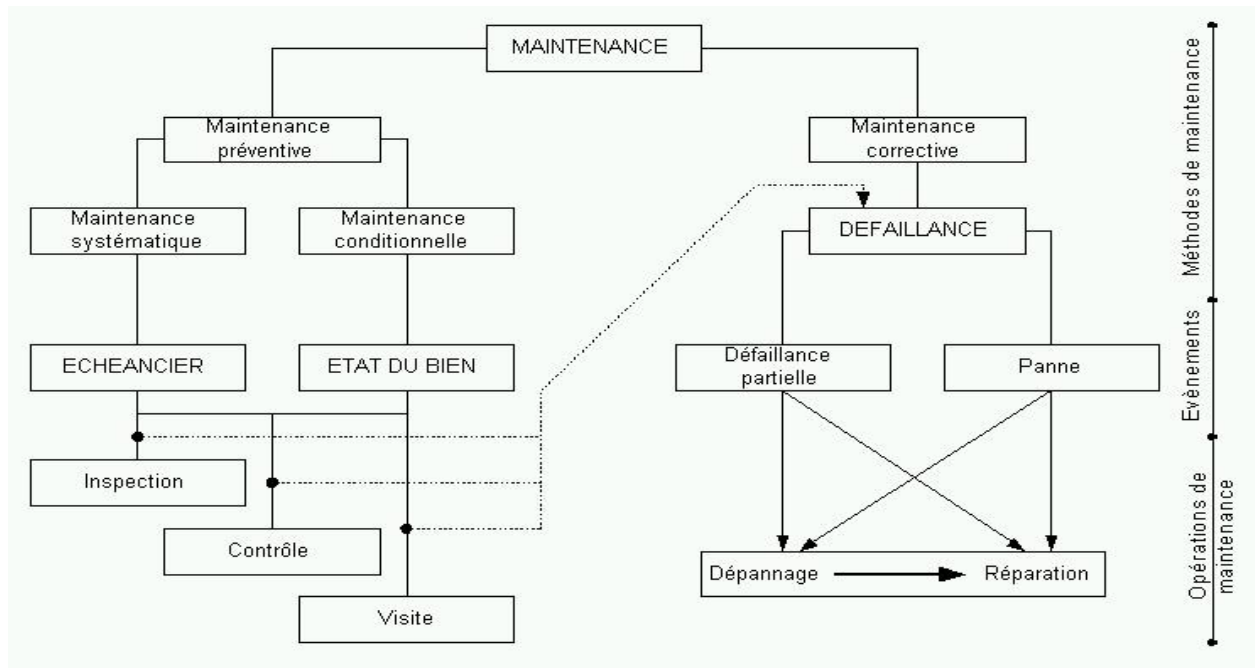 MAINTENANCE
Maintenance
préventive
Maintenance
corrective
Maintenance
systématique
Maintenance
conditionnelle
DEFAILLANCE
ECHEANCIER
ETAT DU BIEN
Défaillance
partielle
Panne
Inspection
Contrôle
Visite
Dépannage
Réparation
Méthodes de maintenance
Evènements
Opérations de
maintenance